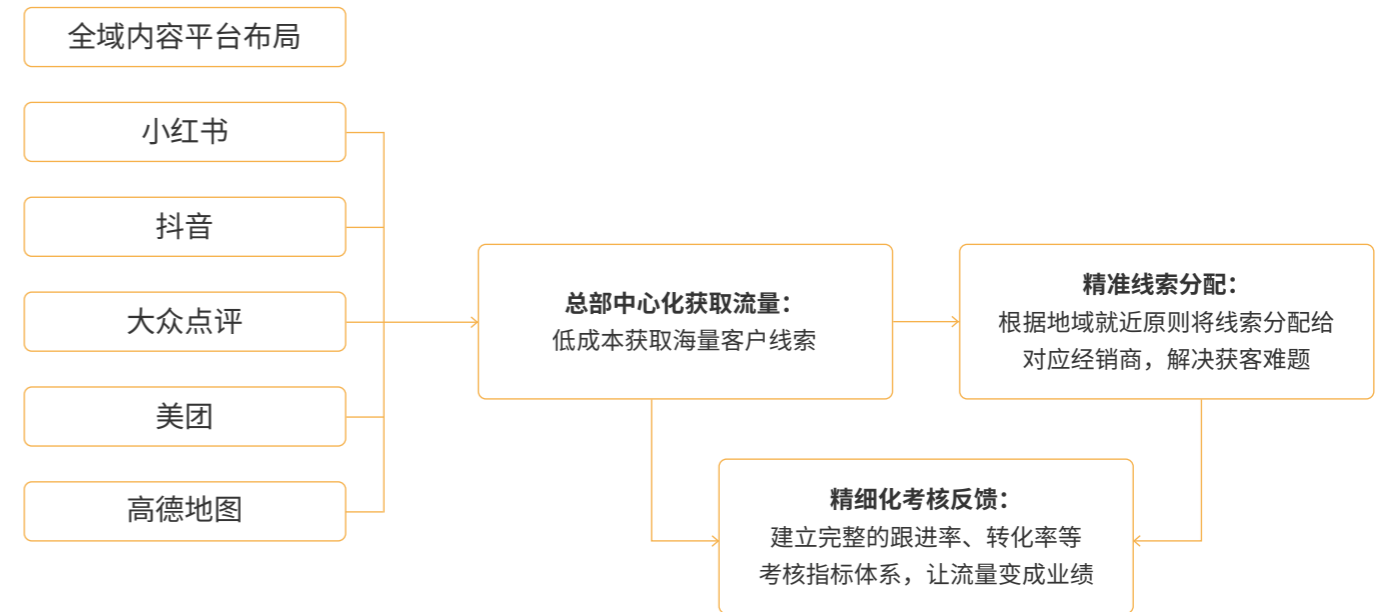 全域内容平台布局
小红书
抖音
大众点评
美团
高德地图
总部中心化获取流量：
低成本获取海量客户线索
精准线索分配：
根据地域就近原则将线索分配给
对应经销商，解决获客难题
精细化考核反馈：
建立完整的跟进率、转化率等
考核指标体系，让流量变成业绩